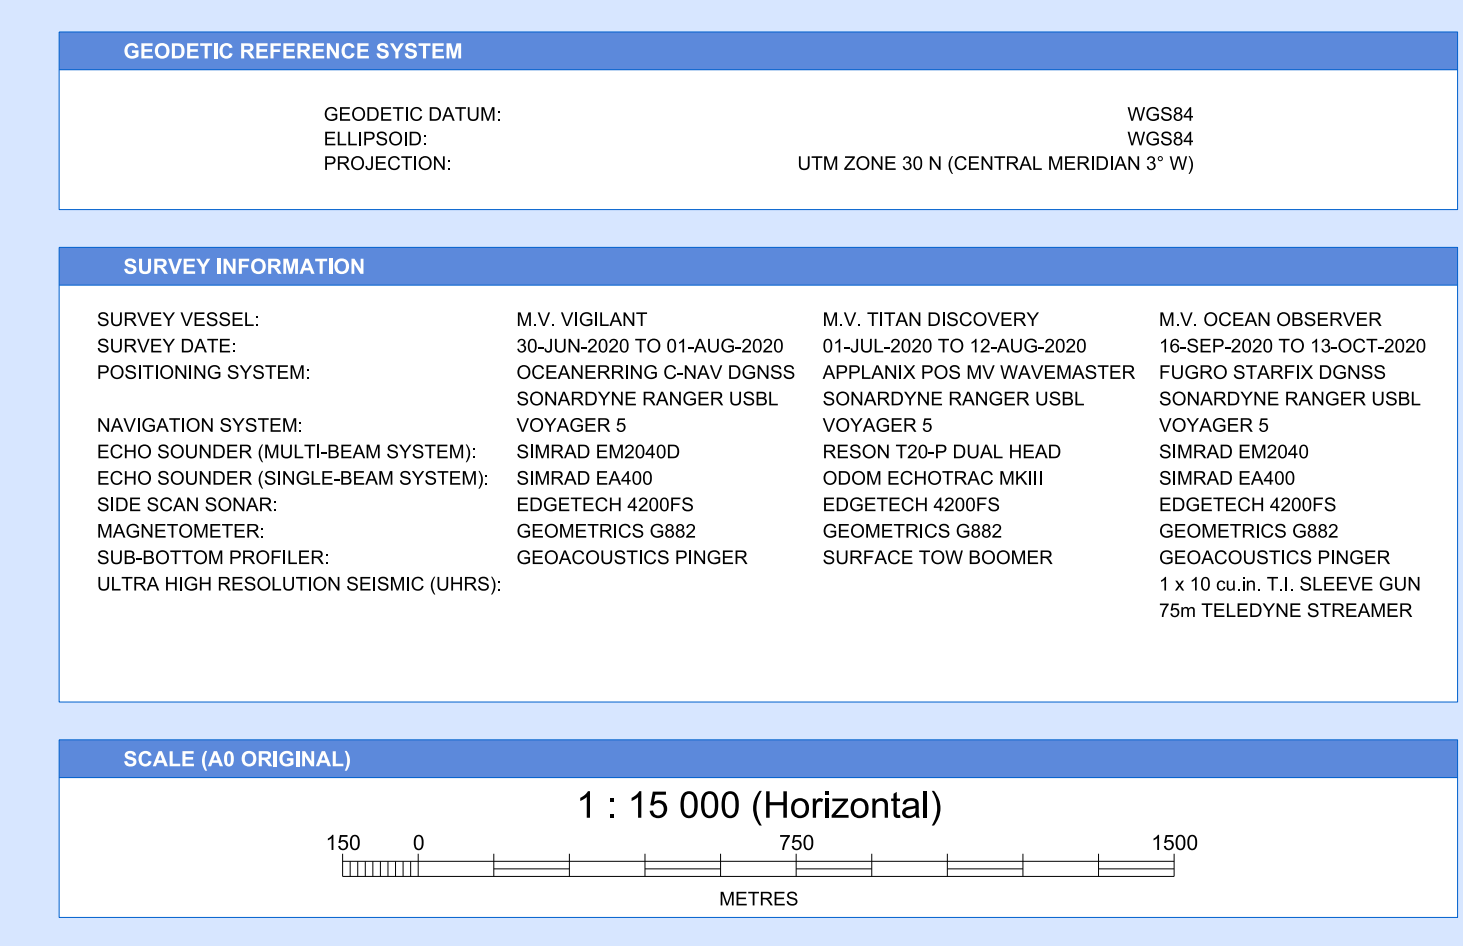 GEODETIC REFERENCE SYSTEM
GEODETIC DATUM: WGS84
ELLIPSOID: WGS84
PROJECTION: UTM ZONE 30 N (CENTRAL MERIDIAN 3° W)
SURVEY INFORMATION
SURVEY VESSEL: M.V. VIGILANT M.V. TITAN DISCOVERY M.V. OCEAN OBSERVER
SURVEY DATE: 30-JUN-2020 TO 01-AUG-2020 01-JUL-2020 TO 12-AUG-2020 16-SEP-2020 TO 13-OCT-2020
POSITIONING SYSTEM: OCEANERRING C-NAV DGNSS APPLANIX POS MV WAVEMASTER FUGRO STARFIX DGNSS
SONARDYNE RANGER USBL SONARDYNE RANGER USBL SONARDYNE RANGER USBL
NAVIGATION SYSTEM: VOYAGER 5 VOYAGER 5 VOYAGER 5
ECHO SOUNDER (MULTI-BEAM SYSTEM): SIMRAD EM2040D RESON T20-P DUAL HEAD SIMRAD EM2040
ECHO SOUNDER (SINGLE-BEAM SYSTEM): SIMRAD EA400 ODOM ECHOTRAC MKIII SIMRAD EA400
SIDE SCAN SONAR: EDGETECH 4200FS EDGETECH 4200FS EDGETECH 4200FS
MAGNETOMETER: GEOMETRICS G882 GEOMETRICS G882 GEOMETRICS G882
SUB-BOTTOM PROFILER: GEOACOUSTICS PINGER SURFACE TOW BOOMER GEOACOUSTICS PINGER
ULTRA HIGH RESOLUTION SEISMIC (UHRS): 1 x 10 cu.in. T.I. SLEEVE GUN
75m TELEDYNE STREAMER
SCALE (A0 ORIGINAL)
1 : 15 000 (Horizontal)
150 0 750 1500
METRES